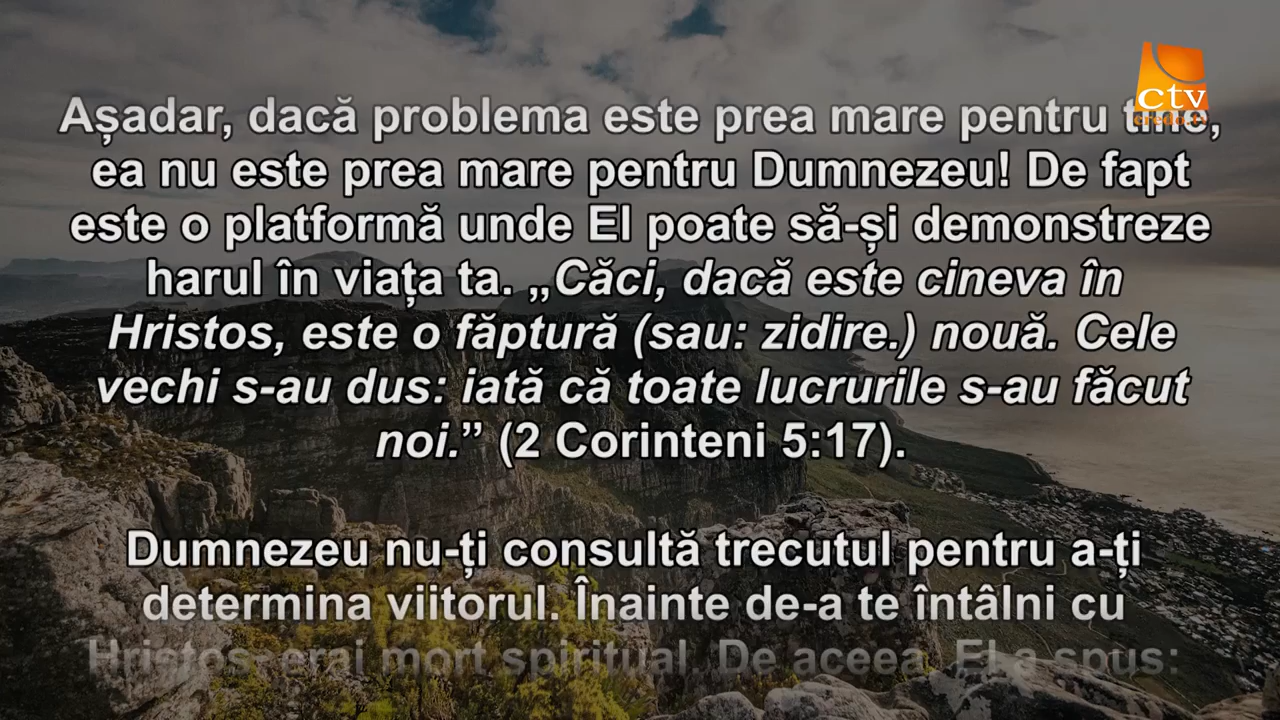 ctv
credo.tv
Așadar, dacă problema este prea mare pentru tine,
ea nu este prea mare pentru Dumnezeu! De fapt
este o platformă unde El poate să-și demonstreze
harul în viața ta. „Căci, dacă este cineva în
Hristos, este o făptură (sau: zidire.) nouă. Cele
vechi s-au dus: iată că toate lucrurile s-au făcut
noi.” (2 Corinteni 5:17).
Dumnezeu nu-ți consultă trecutul pentru a-ți
determina viitorul. Înainte de-a te întâlni cu
Hristos, erai mort spiritual. De aceea, El a spus: